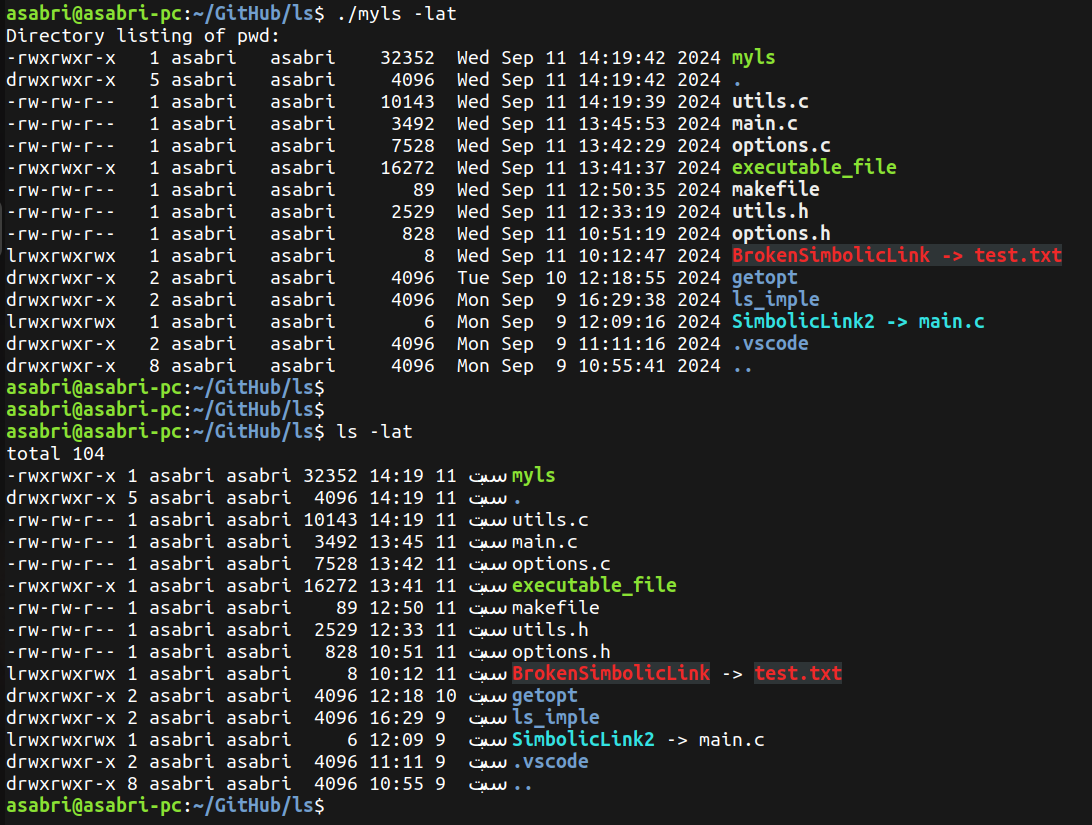 asabri@asabri-pc:~/GitHub/ls$ ./myls -lat
Directory listing of pwd:
-rwxrwxr-x   1 asabri   asabri    32352  Wed Sep 11 14:19:42 2024 myls
drwxrwxr-x   5 asabri   asabri     4096  Wed Sep 11 14:19:42 2024 .
-rw-rw-r--   1 asabri   asabri    10143  Wed Sep 11 14:19:39 2024 utils.c
-rw-rw-r--   1 asabri   asabri     3492  Wed Sep 11 13:45:53 2024 main.c
-rw-rw-r--   1 asabri   asabri     7528  Wed Sep 11 13:42:29 2024 options.c
-rwxrwxr-x   1 asabri   asabri    16272  Wed Sep 11 13:41:37 2024 executable_file
-rw-rw-r--   1 asabri   asabri       89  Wed Sep 11 12:50:35 2024 makefile
-rw-rw-r--   1 asabri   asabri     2529  Wed Sep 11 12:33:19 2024 utils.h
-rw-rw-r--   1 asabri   asabri      828  Wed Sep 11 10:51:19 2024 options.h
lrwxrwxrwx   1 asabri   asabri        8  Wed Sep 11 10:12:47 2024 BrokenSimbolicLink -> test.txt
drwxrwxr-x   2 asabri   asabri     4096  Tue Sep 10 12:18:55 2024 getopt
drwxrwxr-x   2 asabri   asabri     4096  Mon Sep  9 16:29:38 2024 ls_imple
lrwxrwxrwx   1 asabri   asabri        6  Mon Sep  9 12:09:16 2024 SimbolicLink2 -> main.c
drwxrwxr-x   2 asabri   asabri     4096  Mon Sep  9 11:11:16 2024 .vscode
drwxrwxr-x   8 asabri   asabri     4096  Mon Sep  9 10:55:41 2024 ..
asabri@asabri-pc:~/GitHub/ls$
asabri@asabri-pc:~/GitHub/ls$
asabri@asabri-pc:~/GitHub/ls$ ls -lat
total 104
-rwxrwxr-x 1 asabri asabri 32352 14:19 11 سبت myls
drwxrwxr-x 5 asabri asabri  4096 14:19 11 سبت .
-rw-rw-r-- 1 asabri asabri 10143 14:19 11 سبت utils.c
-rw-rw-r-- 1 asabri asabri  3492 13:45 11 سبت main.c
-rw-rw-r-- 1 asabri asabri  7528 13:42 11 سبت options.c
-rwxrwxr-x 1 asabri asabri 16272 13:41 11 سبت executable_file
-rw-rw-r-- 1 asabri asabri    89 12:50 11 سبت makefile
-rw-rw-r-- 1 asabri asabri  2529 12:33 11 سبت utils.h
-rw-rw-r-- 1 asabri asabri   828 10:51 11 سبت options.h
lrwxrwxrwx 1 asabri asabri     8 10:12 11 سبت BrokenSimbolicLink -> test.txt
drwxrwxr-x 2 asabri asabri  4096 12:18 10 سبت getopt
drwxrwxr-x 2 asabri asabri  4096 16:29 9  سبت ls_imple
lrwxrwxrwx 1 asabri asabri     6 12:09 9  سبت SimbolicLink2 -> main.c
drwxrwxr-x 2 asabri asabri  4096 11:11 9  سبت .vscode
drwxrwxr-x 8 asabri asabri  4096 10:55 9  سبت ..
asabri@asabri-pc:~/GitHub/ls$